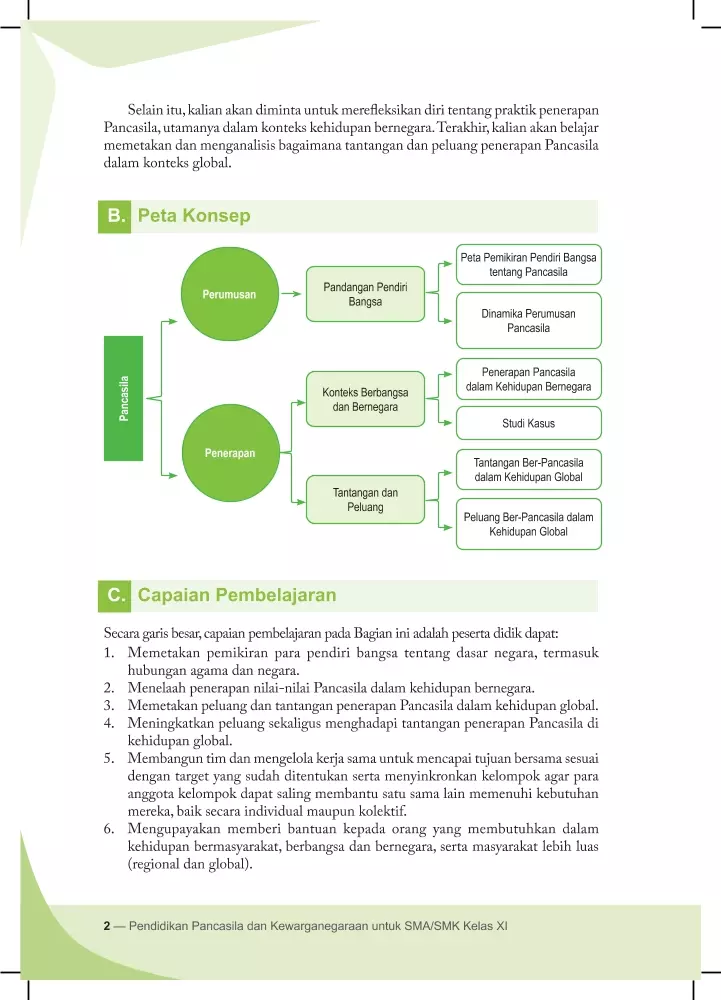 Selain itu, kalian akan diminta untuk merefleksikan diri tentang praktik penerapan
Pancasila, utamanya dalam konteks kehidupan bernegara. Terakhir, kalian akan belajar
memetakan dan menganalisis bagaimana tantangan dan peluang penerapan Pancasila
dalam konteks global.
B. Peta Konsep
Pancasila
Perumusan
Pandangan Pendiri
Bangsa
Peta Pemikiran Pendiri Bangsa
tentang Pancasila
Dinamika Perumusan
Pancasila
Penerapan
Konteks Berbangsa
dan Bernegara
Penerapan Pancasila
dalam Kehidupan Bernegara
Studi Kasus
Tantangan dan
Peluang
Tantangan Ber-Pancasila
dalam Kehidupan Global
Peluang Ber-Pancasila dalam
Kehidupan Global
C. Capaian Pembelajaran
Secara garis besar, capaian pembelajaran pada Bagian ini adalah peserta didik dapat:
1. Memetakan pemikiran para pendiri bangsa tentang dasar negara, termasuk
hubungan agama dan negara.
2. Menelaah penerapan nilai-nilai Pancasila dalam kehidupan bernegara.
3. Memetakan peluang dan tantangan penerapan Pancasila dalam kehidupan global.
4. Meningkatkan peluang sekaligus menghadapi tantangan penerapan Pancasila di
kehidupan global.
5. Membangun tim dan mengelola kerja sama untuk mencapai tujuan bersama sesuai
dengan target yang sudah ditentukan serta menyinkronkan kelompok agar para
anggota kelompok dapat saling membantu satu sama lain memenuhi kebutuhan
mereka, baik secara individual maupun kolektif.
6. Mengupayakan memberi bantuan kepada orang yang membutuhkan dalam
kehidupan bermasyarakat, berbangsa dan bernegara, serta masyarakat lebih luas
(regional dan global).
2 — Pendidikan Pancasila dan Kewarganegaraan untuk SMA/SMK Kelas XI